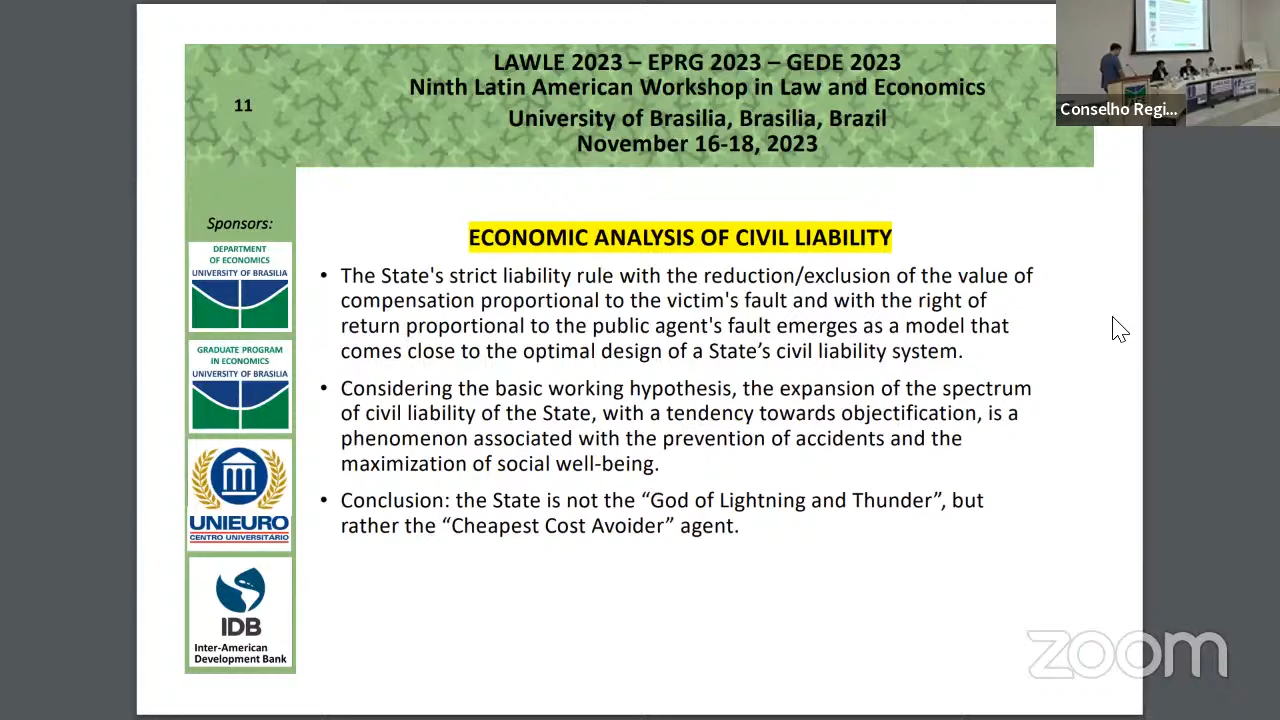 LAWLE 2023 – EPRG 2023 – GEDE 2023
Ninth Latin American Workshop in Law and Economics
11
University of Brasilia, Brasilia, Brazil
November 16-18, 2023
Conselho Regi...
Sponsors:
DEPARTMENT
OF ECONOMICS
UNIVERSITY OF BRASILIA
GRADUATE PROGRAM
IN ECONOMICS
UNIVERSITY OF BRASILIA
UNIEURO
CENTRO UNIVERSITÁRIO
IDB
Inter-American
Development Bank
ECONOMIC ANALYSIS OF CIVIL LIABILITY
• The State's strict liability rule with the reduction/exclusion of the value of
compensation proportional to the victim's fault and with the right of
return proportional to the public agent's fault emerges as a model that
comes close to the optimal design of a State’s civil liability system.
• Considering the basic working hypothesis, the expansion of the spectrum
of civil liability of the State, with a tendency towards objectification, is a
phenomenon associated with the prevention of accidents and the
maximization of social well-being.
• Conclusion: the State is not the “God of Lightning and Thunder”, but
rather the “Cheapest Cost Avoider” agent.
zoom